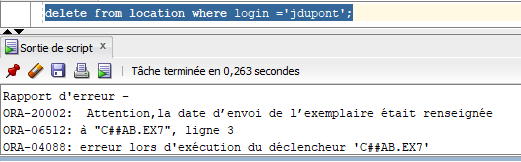 delete from location where login ='jdupont';
Sortie de script x
Tâche terminée en 0,263 secondes
Rapport d'erreur -
ORA-20002:  Attention,la date d’envoi de l’exemplaire était renseignée
ORA-06512: à "C##AB.EX7", ligne 3
ORA-04088: erreur lors d'exécution du déclencheur 'C##AB.EX7'